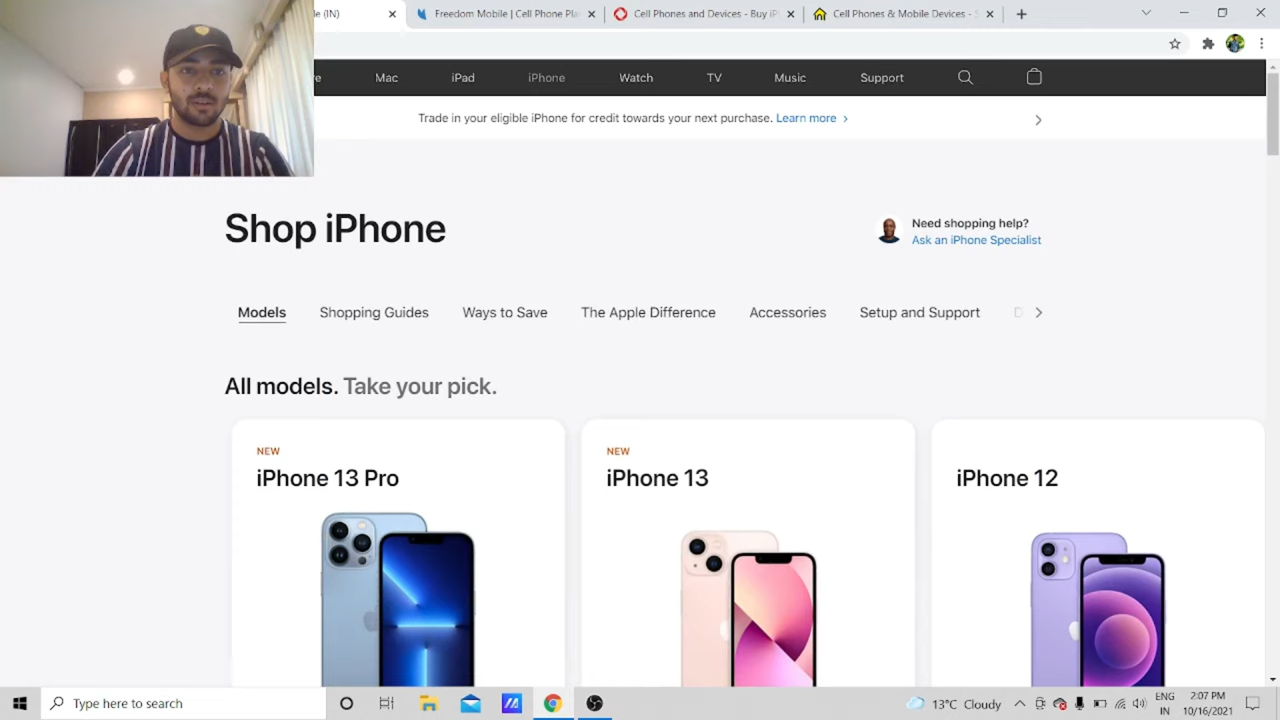 le (IN)
Freedom Mobile | Cell Phone Pla
Cell Phones and Devices - Buy iP
Cell Phones & Mobile Devices - S
re
Mac
iPad
iPhone
Watch
TV
Music
Support
Trade in your eligible iPhone for credit towards your next purchase. Learn more >
Shop iPhone
Need shopping help?
Ask an iPhone Specialist
Models
Shopping Guides
Ways to Save
The Apple Difference
Accessories
Setup and Support
D
All models. Take your pick.
NEW
iPhone 13 Pro
NEW
iPhone 13
iPhone 12
Type here to search
13°C Cloudy
ENG
IN
2:07 PM
10/16/2021